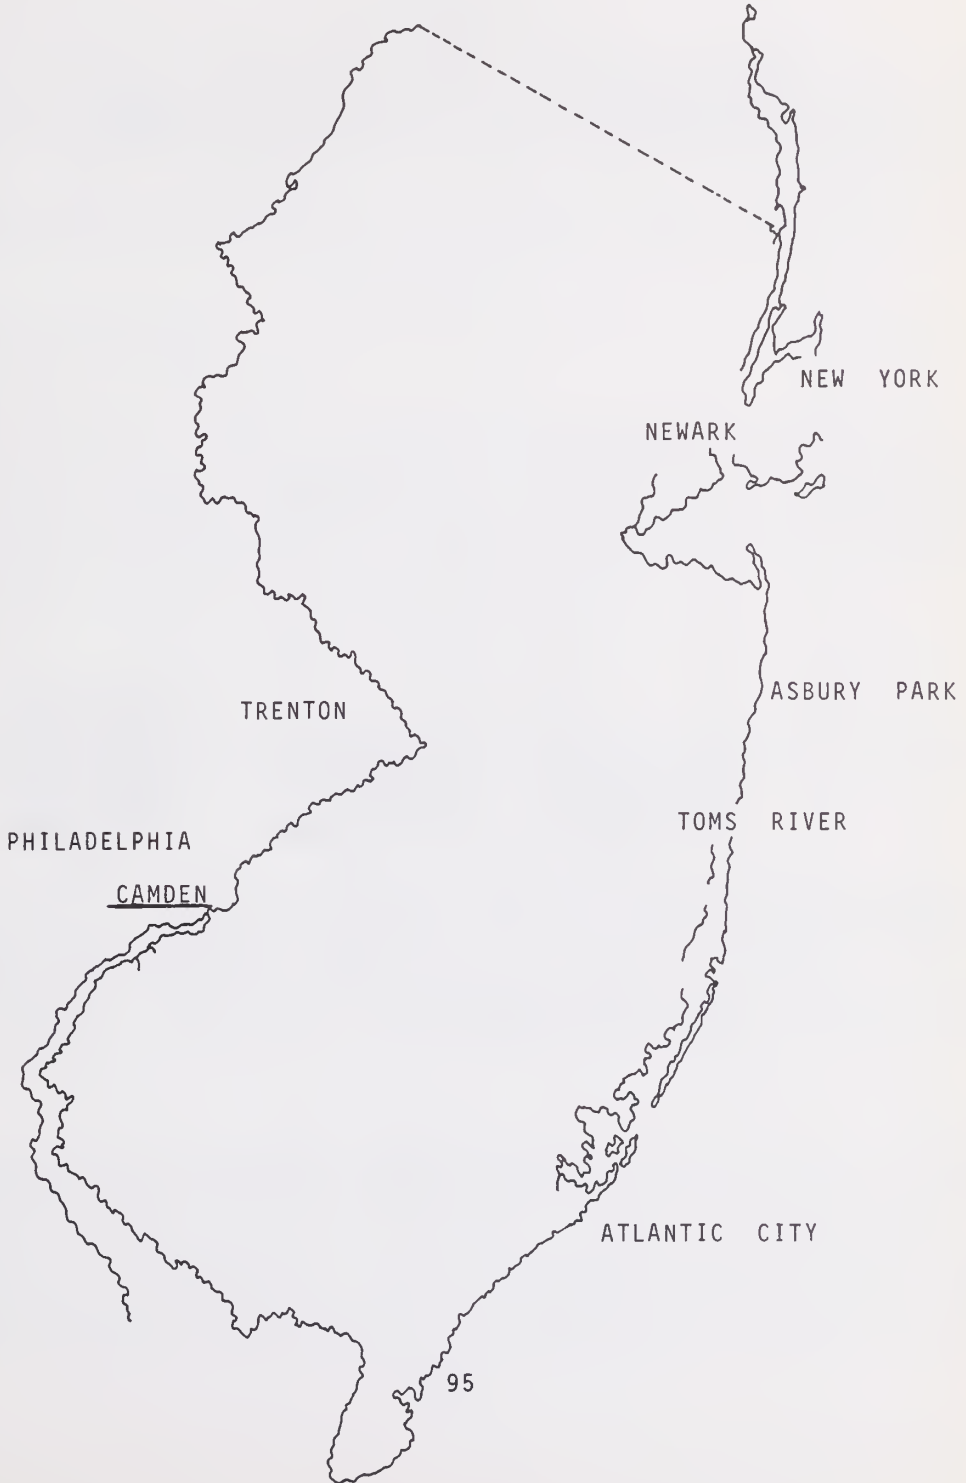 NEW YORK
NEWARK
ASBURY PARK
TRENTON
TOMS RIVER
PHILADELPHIA
CAMDEN
ATLANTIC CITY
95